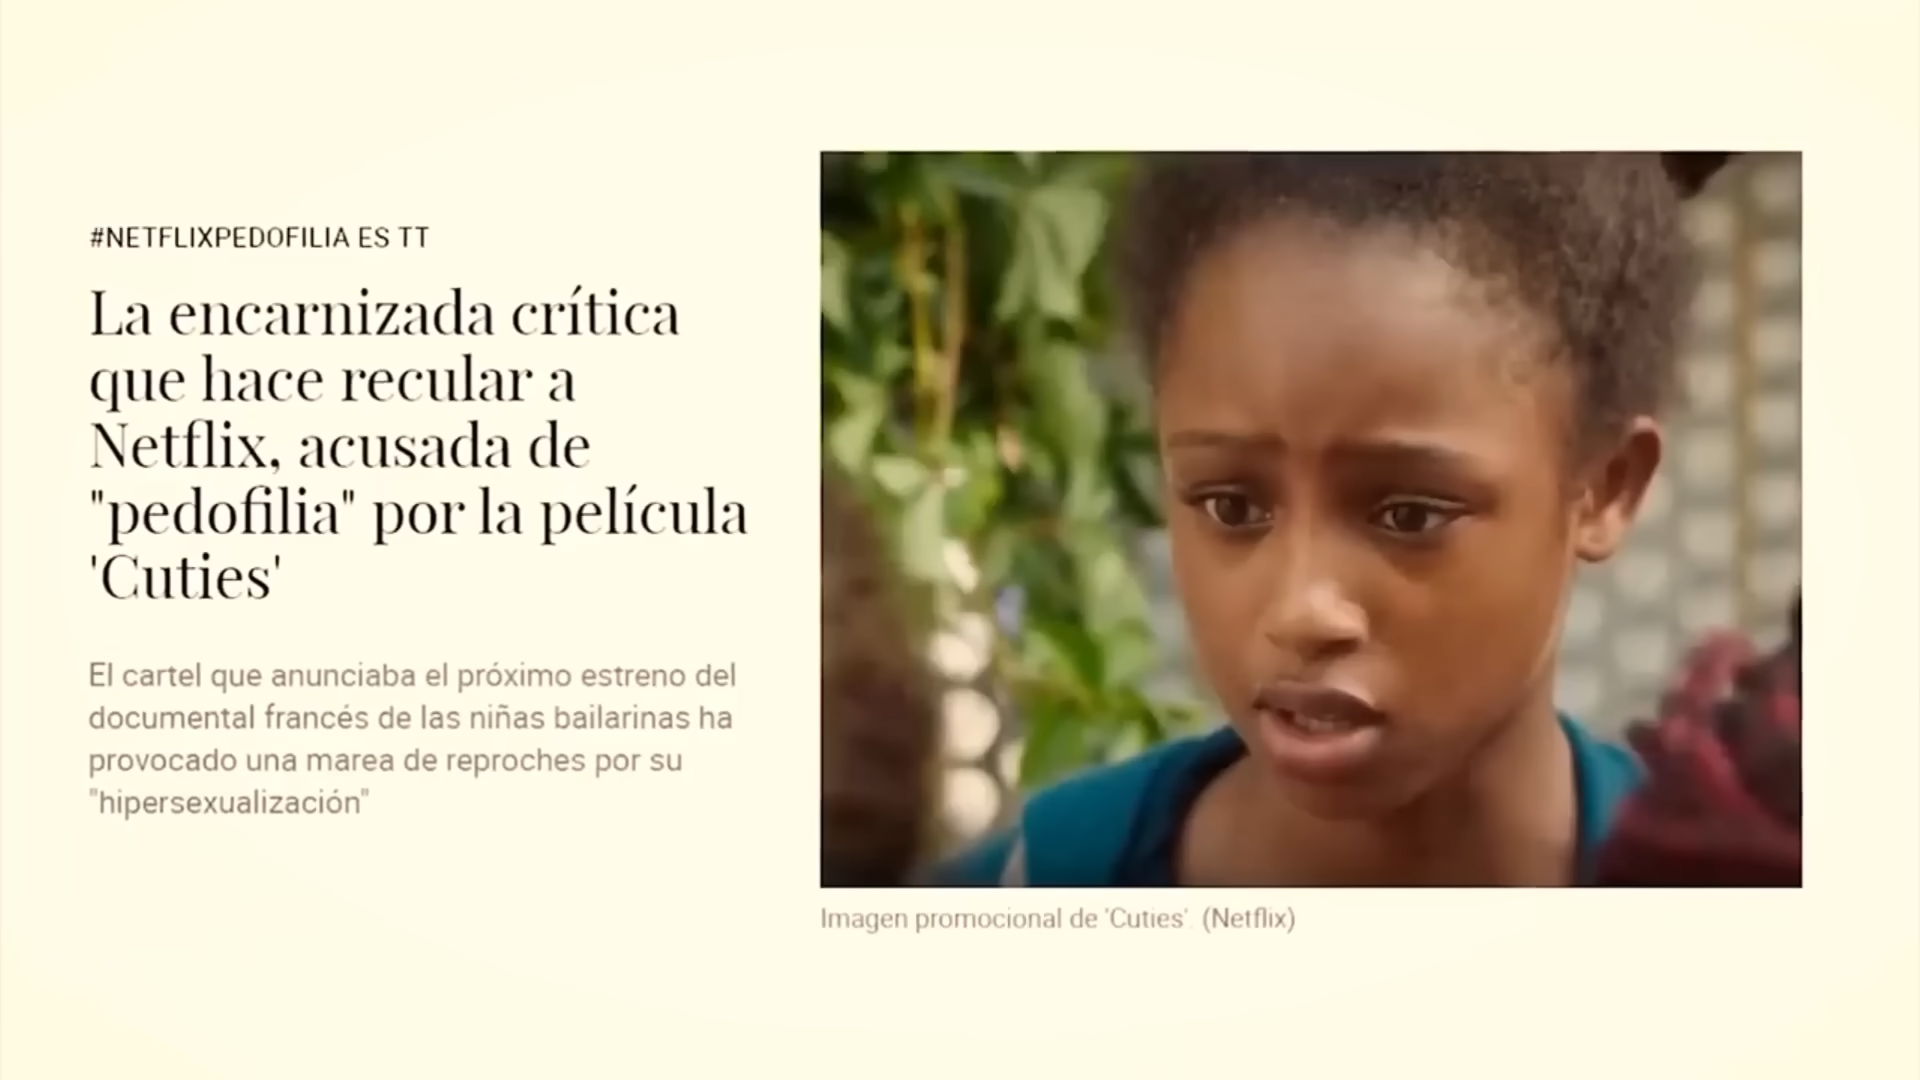 #NETFLIXPEDOFILIA ES TT
La encarnizada crítica
que hace recular a
Netflix, acusada de
"pedofilia" por la película
'Cuties'
El cartel que anunciaba el próximo estreno del
documental francés de las niñas bailarinas ha
provocado una marea de reproches por su
"hipersexualización"
Imagen promocional de 'Cuties'. (Netflix)